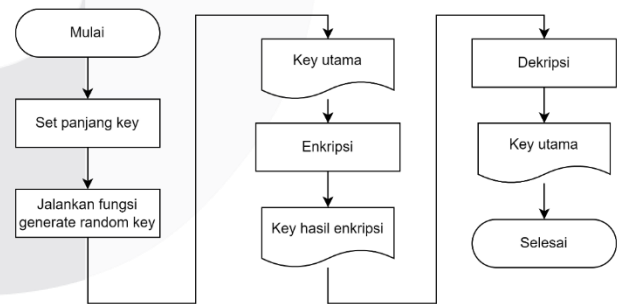 Mulai
Set panjang key
Jalankan fungsi
generate random key
Key utama
Enkripsi
Key hasil enkripsi
Dekripsi
Key utama
Selesai